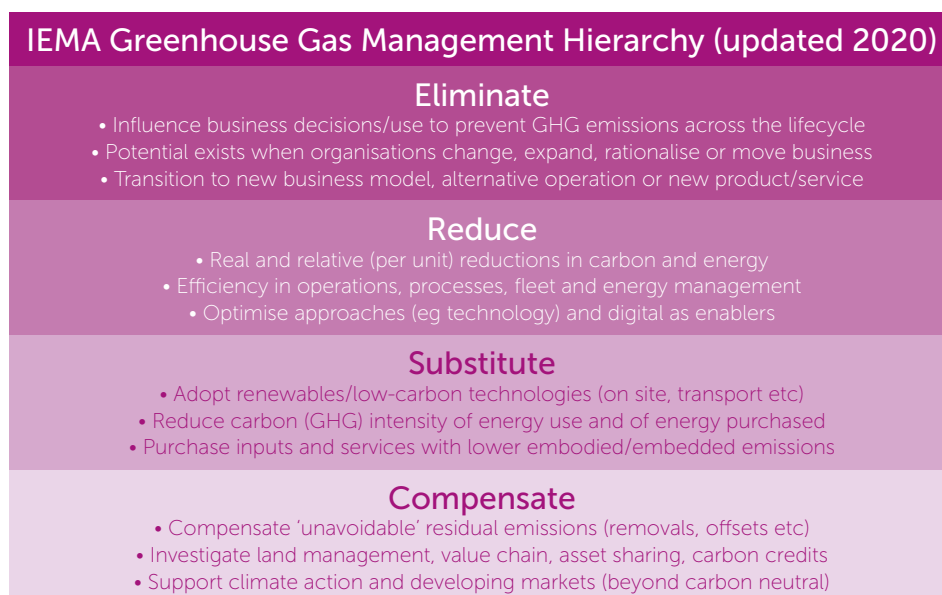 IEMA Greenhouse Gas Management Hierarchy (updated 2020)
Eliminate
• Influence business decisions/use to prevent GHG emissions across the lifecycle
• Potential exists when organisations change, expand, rationalise or move business
• Transition to new business model, alternative operation or new product/service
Reduce
• Real and relative (per unit) reductions in carbon and energy
• Efficiency in operations, processes, fleet and energy management
• Optimise approaches (eg technology) and digital as enablers
Substitute
• Adopt renewables/low-carbon technologies (on site, transport etc)
• Reduce carbon (GHG) intensity of energy use and of energy purchased
• Purchase inputs and services with lower embodied/embedded emissions
Compensate
• Compensate ‘unavoidable’ residual emissions (removals, offsets etc)
• Investigate land management, value chain, asset sharing, carbon credits
• Support climate action and developing markets (beyond carbon neutral)